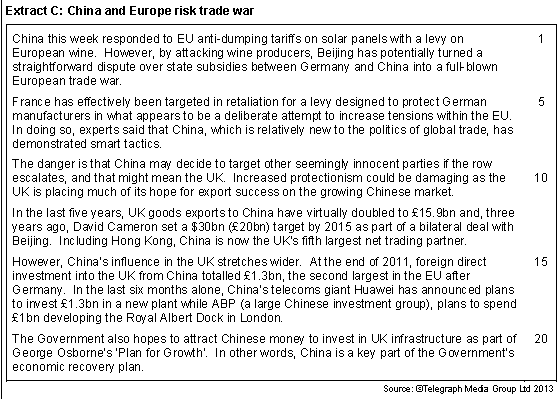 Extract C: China and Europe risk trade war
China this week responded to EU anti-dumping tariffs on solar panels with a levy on 1
European wine. However, by attacking wine producers, Beijing has potentially turned a
straightforward dispute over state subsidies between Germany and China into a full-blown
European trade war.
France has effectively been targeted in retaliation for a levy designed to protect German 5
manufacturers in what appears to be a deliberate attempt to increase tensions within the EU.
In doing so, experts said that China, which is relatively new to the politics of global trade, has
demonstrated smart tactics.
The danger is that China may decide to target other seemingly innocent parties if the row
escalates, and that might mean the UK. Increased protectionism could be damaging as the 10
UK is placing much of its hope for export success on the growing Chinese market.
In the last five years, UK goods exports to China have virtually doubled to £15.9bn and, three
years ago, David Cameron set a $30bn (£20bn) target by 2015 as part of a bilateral deal with
Beijing. Including Hong Kong, China is now the UK's fifth largest net trading partner.
However, China's influence in the UK stretches wider. At the end of 2011, foreign direct 15
investment into the UK from China totalled £1.3bn, the second largest in the EU after
Germany. In the last six months alone, China's telecoms giant Huawei has announced plans
to invest £1.3bn in a new plant while ABP (a large Chinese investment group), plans to spend
£1bn developing the Royal Albert Dock in London.
The Government also hopes to attract Chinese money to invest in UK infrastructure as part of 20
George Osborne's 'Plan for Growth'. In other words, China is a key part of the Government's
economic recovery plan.
Source: ©Telegraph Media Group Ltd 2013